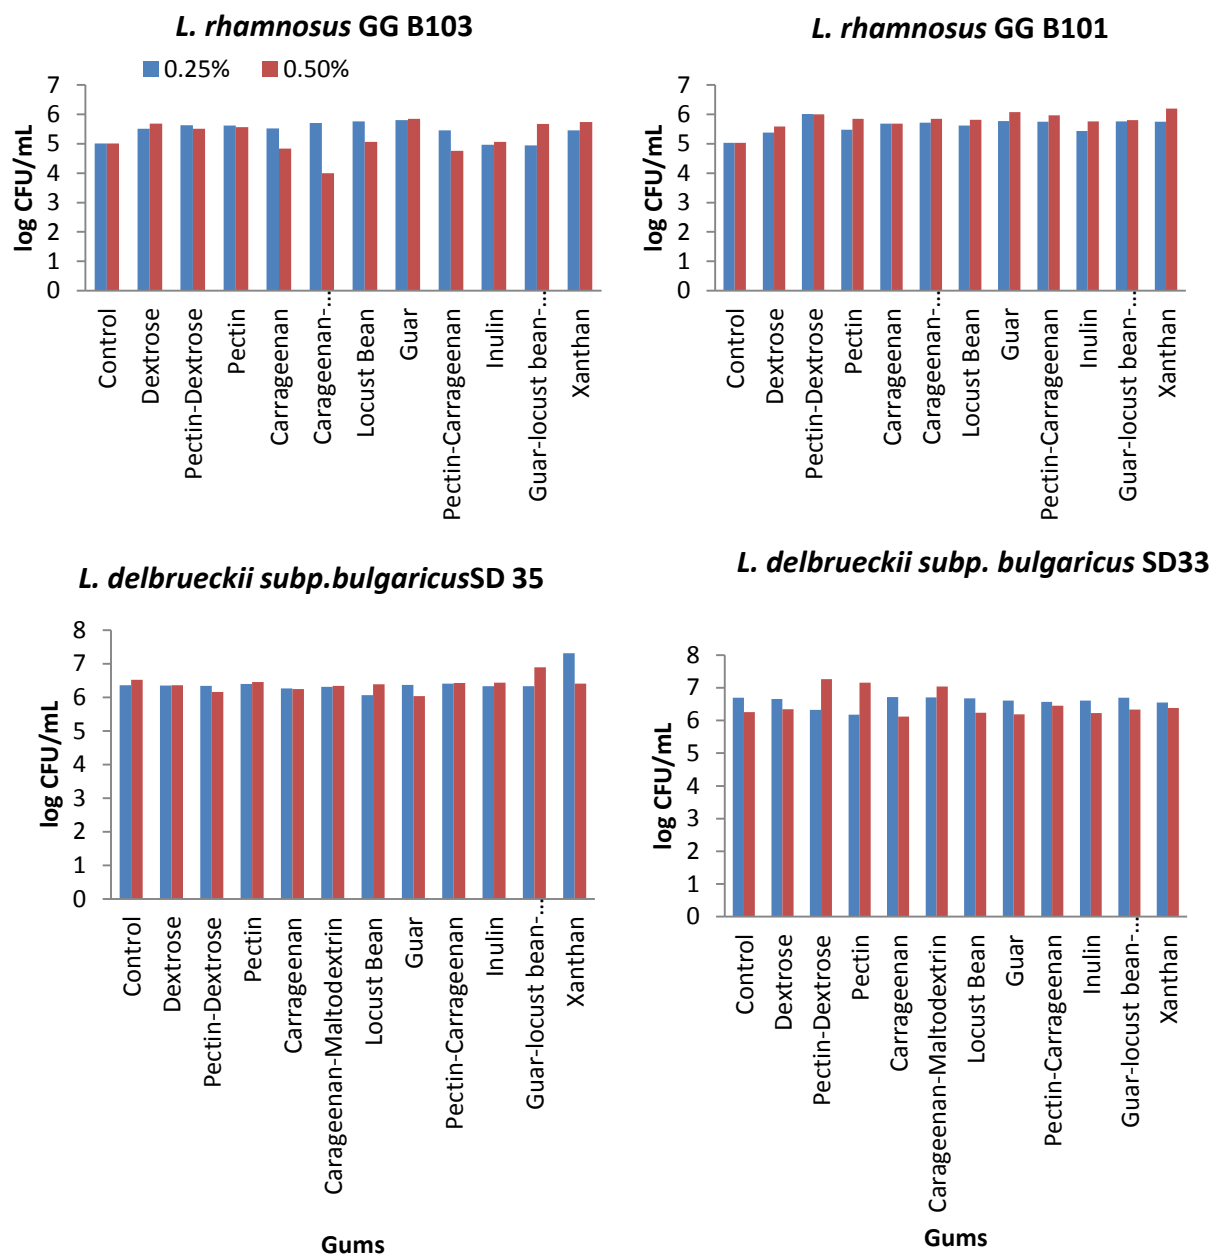 L. rhamnosus GG B103
0.25% 0.50%
7
6
5
4
3
2
1
0
log CFU/mL
Control
Dextrose
Pectin-Dextrose
Pectin
Carrageenan
Carageenan-...
Locust Bean
Guar
Pectin-Carrageenan
Inulin
Guar-locust bean-...
Xanthan
L. rhamnosus GG B101
7
6
5
4
3
2
1
0
log CFU/mL
Control
Dextrose
Pectin-Dextrose
Pectin
Carrageenan
Carageenan-...
Locust Bean
Guar
Pectin-Carrageenan
Inulin
Guar-locust bean-...
Xanthan
L. delbrueckii subp.bulgaricusSD 35
8
7
6
5
4
3
2
1
0
log CFU/mL
Control
Dextrose
Pectin-Dextrose
Pectin
Carrageenan
Carageenan-Maltodextrin
Locust Bean
Guar
Pectin-Carrageenan
Inulin
Guar-locust bean-...
Xanthan
Gums
L. delbrueckii subp. bulgaricus SD33
8
7
6
5
4
3
2
1
0
log CFU/mL
Control
Dextrose
Pectin-Dextrose
Pectin
Carrageenan
Carageenan-Maltodextrin
Locust Bean
Guar
Pectin-Carrageenan
Inulin
Guar-locust bean-...
Xanthan
Gums